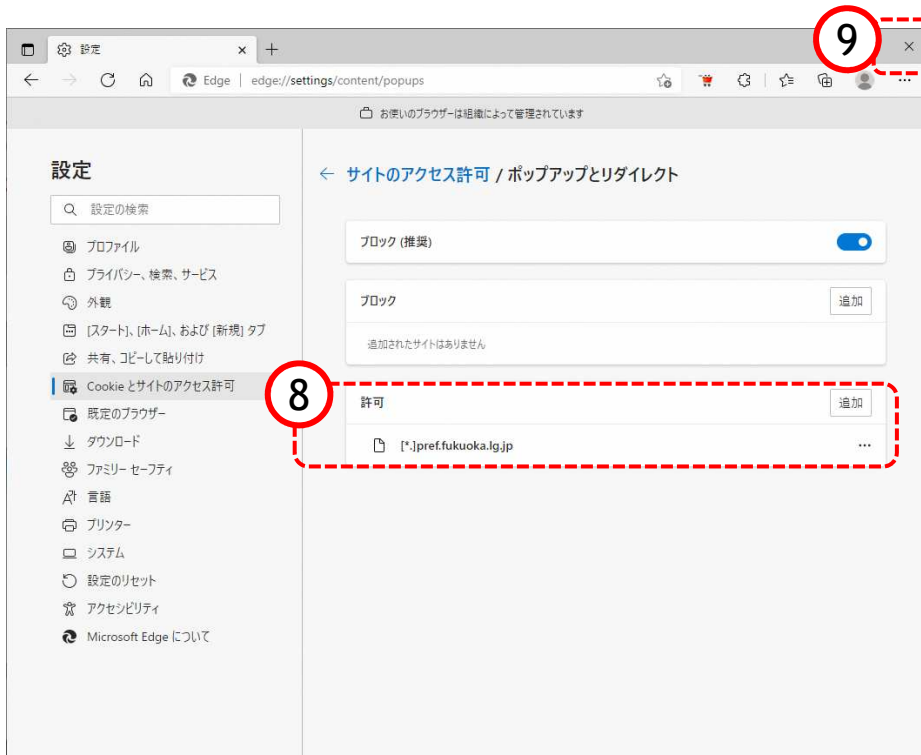 9
設定
Edge | edge://settings/content/popups
お使いのブラウザーは組織によって管理されています
設定
設定の検索
プロファイル
プライバシー、検索、サービス
外観
[スタート]、[ホーム]、および [新規] タブ
共有、コピーして貼り付け
Cookie とサイトのアクセス許可
既定のブラウザー
ダウンロード
ファミリー セーフティ
言語
プリンター
システム
設定のリセット
アクセシビリティ
Microsoft Edge について
サイトのアクセス許可 / ポップアップとリダイレクト
ブロック (推奨)
ブロック 追加
追加されたサイトはありません
8
許可 追加
[*.]pref.fukuoka.lg.jp